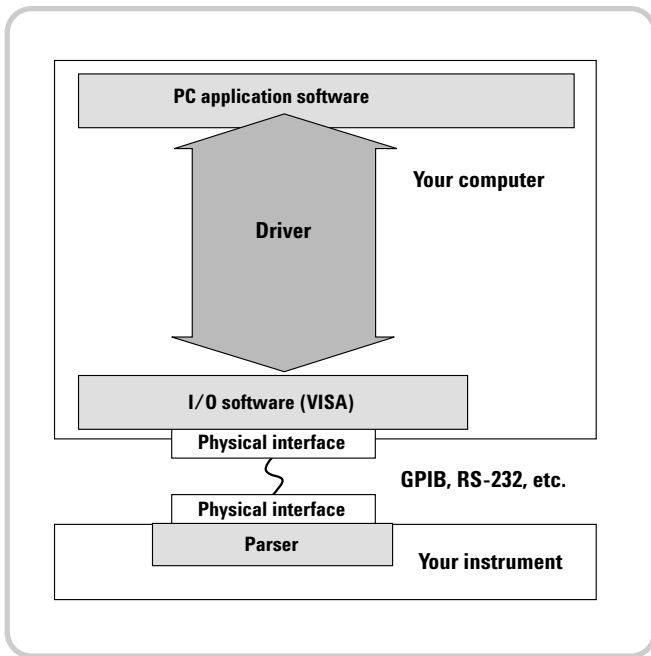 PC application software
Your computer
Driver
I/O software (VISA)
Physical interface
GPIB, RS-232, etc.
Physical interface
Parser
Your instrument